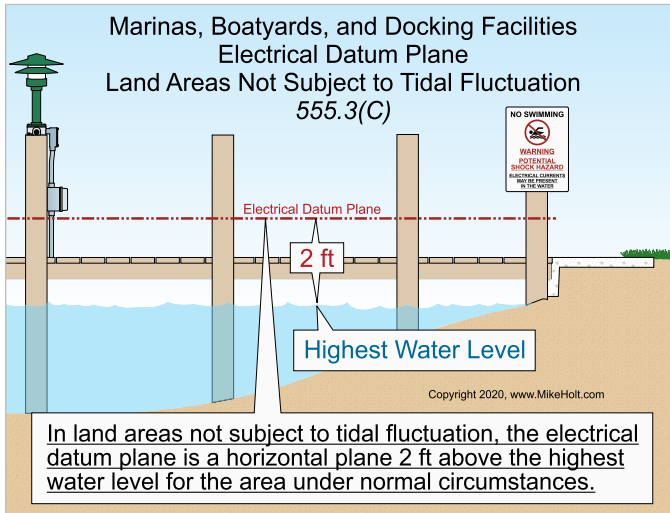 Marinas, Boatyards, and Docking Facilities
Electrical Datum Plane
Land Areas Not Subject to Tidal Fluctuation
555.3(C)
NO SWIMMING
WARNING
POTENTIAL
SHOCK HAZARD
ELECTRICAL CURRENTS
MAY BE PRESENT
IN THE WATER
Electrical Datum Plane
2 ft
Highest Water Level
Copyright 2020, www.MikeHolt.com
In land areas not subject to tidal fluctuation, the electrical
datum plane is a horizontal plane 2 ft above the highest
water level for the area under normal circumstances.